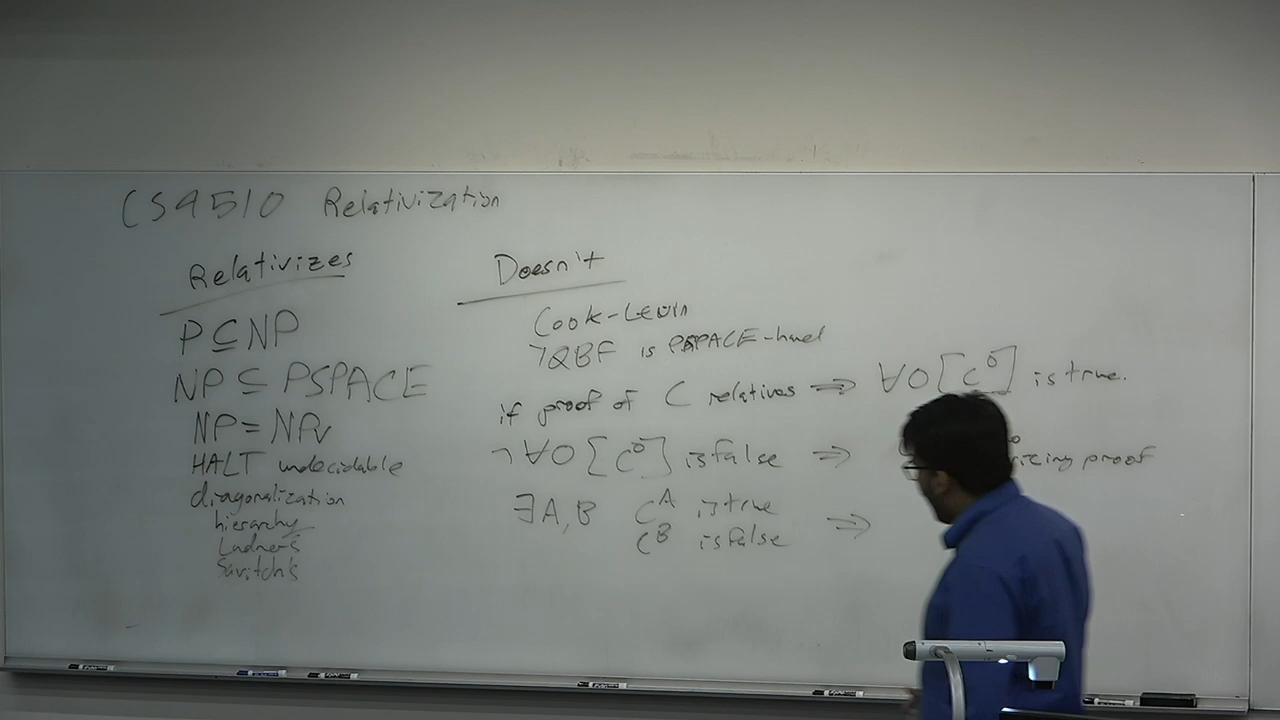 CS4510 Relativization
Relativizes
P ⊆ NP
NP ⊆ PSPACE
NP = NPv
HALT undecidable
diagonalization
hierarchy
Ladner's
Savitch's
Doesn't
Cook-Levin
TQBF is PSPACE-hard
if proof of C relatives ⇒ ∀O[C^O] is true.
¬∀O[C^O] is false ⇒ izing proof
∃A,B C^A is true
C^B is false ⇒